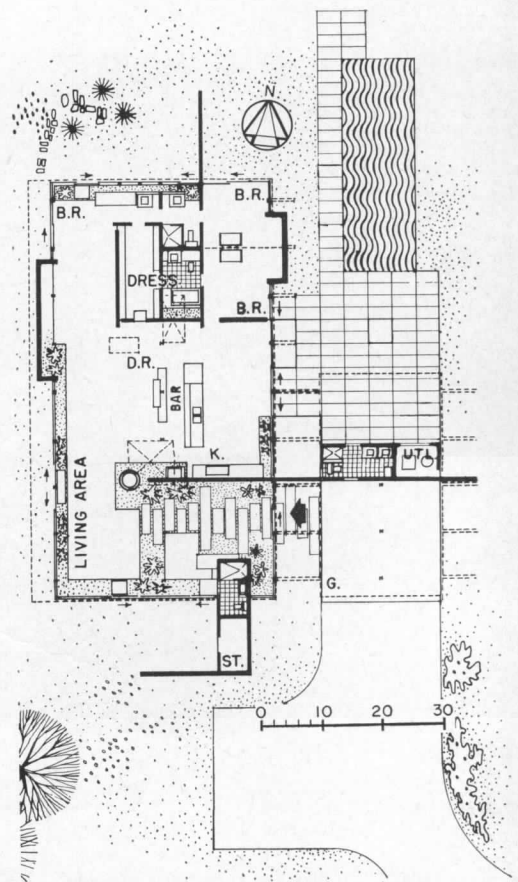 N
B.R.
B.R.
DRESS
B.R.
D.R.
BAR
K.
UTL.
LIVING AREA
G.
ST.
0 10 20 30